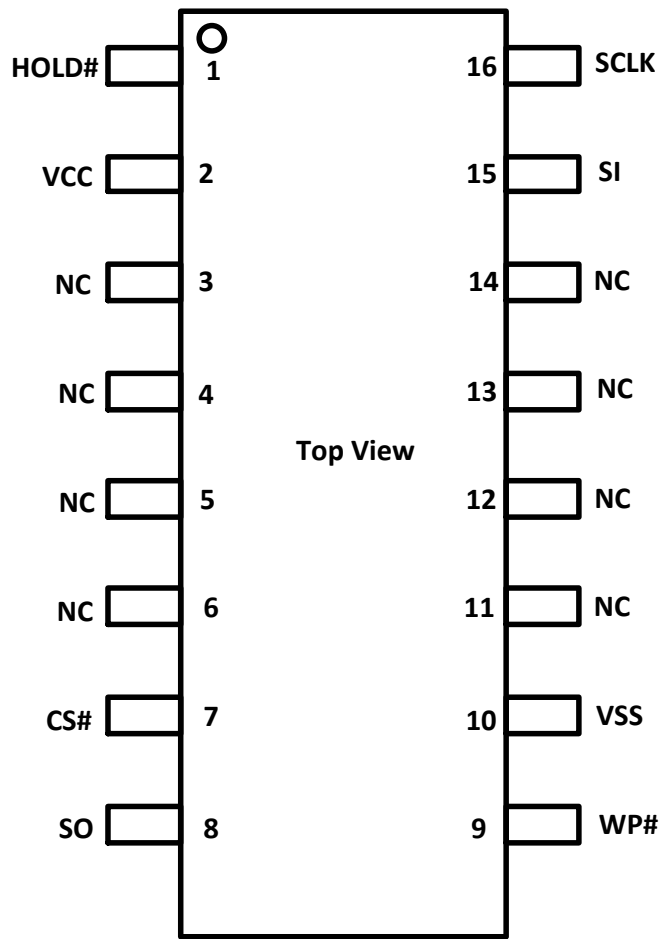 HOLD# 1 16 SCLK
VCC 2 15 SI
NC 3 14 NC
NC 4 13 NC
Top View
NC 5 12 NC
NC 6 11 NC
CS# 7 10 VSS
SO 8 9 WP#